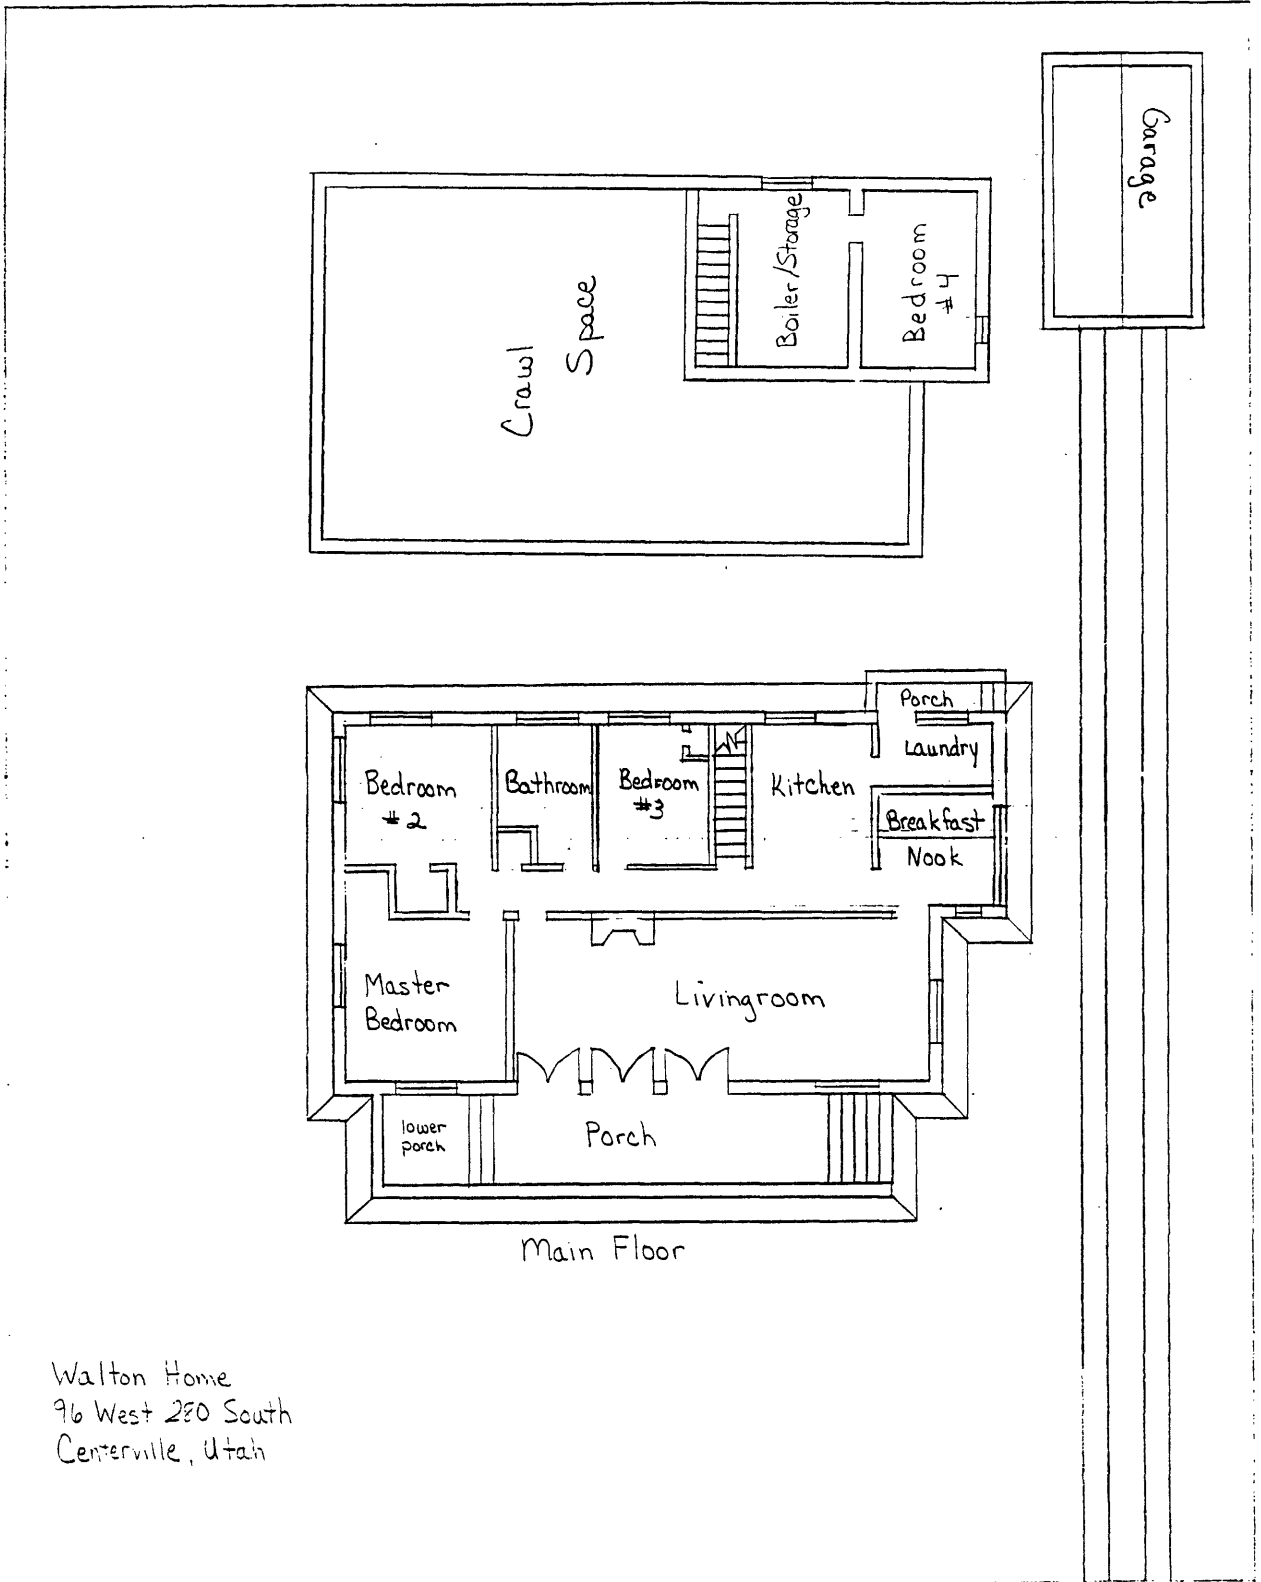 Garage
Boiler/Storage
Bedroom
#4
Crawl
Space
Porch
Laundry
Bedroom
#2
Bathroom
Bedroom
#3
Kitchen
Breakfast
Nook
Master
Bedroom
Livingroom
lower
porch
Porch
Main Floor
Walton Home
96 West 280 South
Centerville, Utah